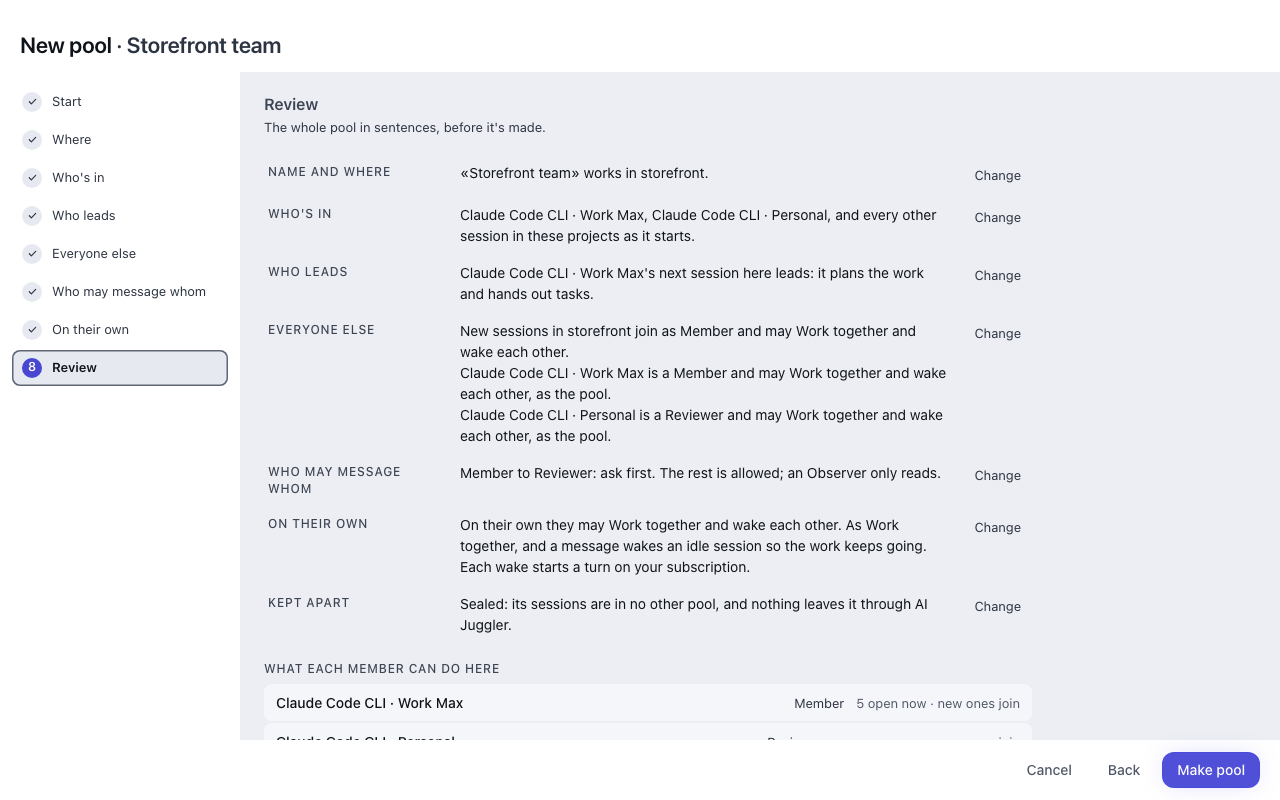 New pool · Storefront team
Start
Where
Who's in
Who leads
Everyone else
Who may message whom
On their own
8 Review
Review
The whole pool in sentences, before it's made.
NAME AND WHERE
«Storefront team» works in storefront.
Change
WHO'S IN
Claude Code CLI · Work Max, Claude Code CLI · Personal, and every other
session in these projects as it starts.
Change
WHO LEADS
Claude Code CLI · Work Max's next session here leads: it plans the work
and hands out tasks.
Change
EVERYONE ELSE
New sessions in storefront join as Member and may Work together and
wake each other.
Claude Code CLI · Work Max is a Member and may Work together and wake
each other, as the pool.
Claude Code CLI · Personal is a Reviewer and may Work together and wake
each other, as the pool.
Change
WHO MAY MESSAGE
WHOM
Member to Reviewer: ask first. The rest is allowed; an Observer only reads.
Change
ON THEIR OWN
On their own they may Work together and wake each other. As Work
together, and a message wakes an idle session so the work keeps going.
Each wake starts a turn on your subscription.
Change
KEPT APART
Sealed: its sessions are in no other pool, and nothing leaves it through AI
Juggler.
Change
WHAT EACH MEMBER CAN DO HERE
Claude Code CLI · Work Max
Member 5 open now · new ones join
Claude Code CLI · Personal
Cancel
Back
Make pool